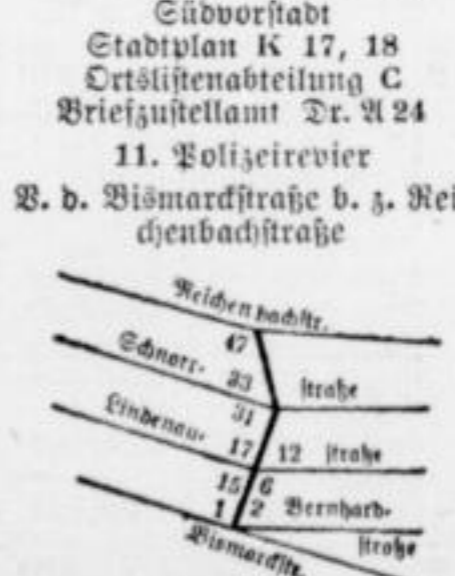 Südvorstadt
Stadtplan K 17, 18
Ortslistenabteilung C
Briefzustellamt Dr. A 24
11. Polizeirevier
V. d. Bismarckstraße b. z. Rei
chenbachstraße
Reichenbachstr.
47
Schnorr-
33
straße
31
Lindenau-
17
12 straße
15 6
1 2 Bernhard-
straße
Bismarckstr.